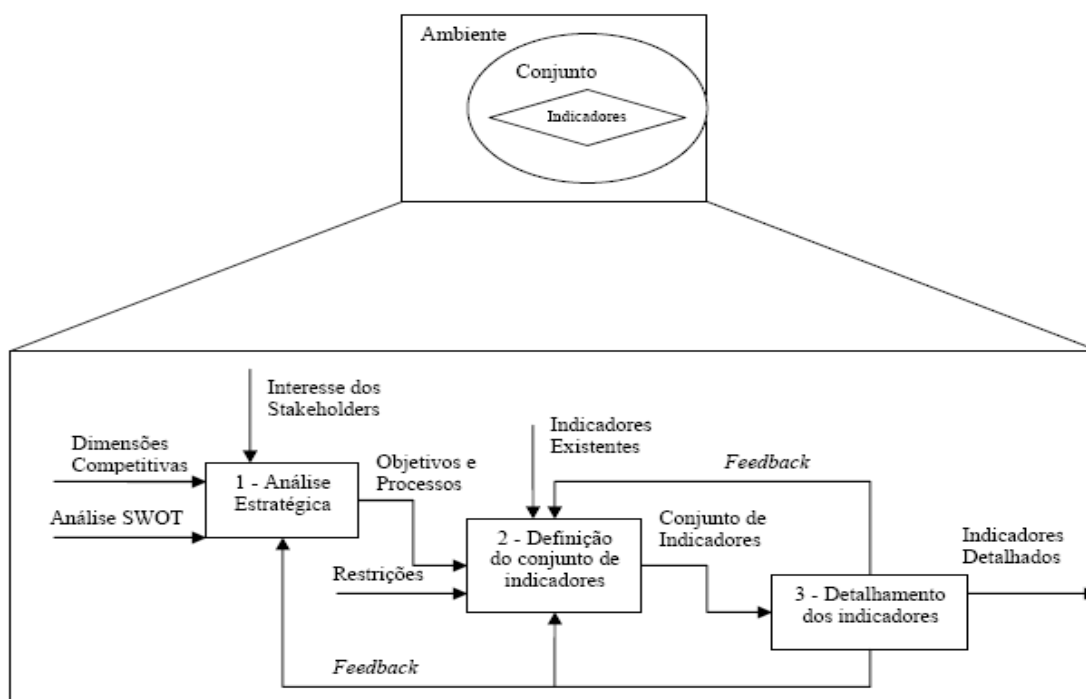 Ambiente
Conjunto
Indicadores
Interesse dos
Stakeholders
Dimensões
Competitivas
Análise SWOT
1 - Análise
Estratégica
Objetivos e
Processos
Restrições
Indicadores
Existentes
2 - Definição
do conjunto de
indicadores
Feedback
Conjunto de
Indicadores
3 - Detalhamento
dos indicadores
Indicadores
Detalhados
Feedback